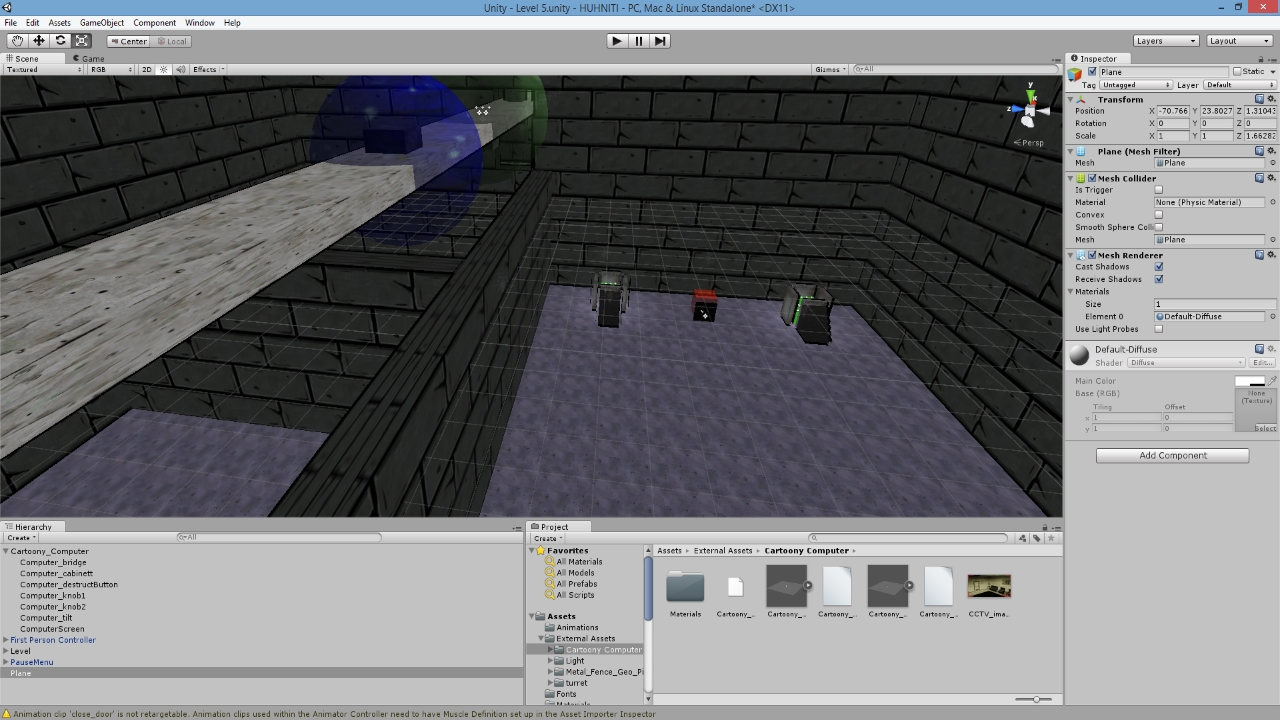 Unity - Level 5.unity - HUHNITI - PC, Mac & Linux Standalone* <DX11>
File Edit Assets GameObject Component Window Help
Center Local
Layers Layout
Scene Game
Textured RGB 2D Effects Gizmos All
y
x
z
Persp
Inspector
Plane Static
Tag Untagged Layer Default
Transform
Position X -70.766 Y 23.8027 Z 1.31043
Rotation X 0 Y 0 Z 0
Scale X 1 Y 1 Z 1.66282
Plane (Mesh Filter)
Mesh Plane
Mesh Collider
Is Trigger
Material None (Physic Material)
Convex
Smooth Sphere Coll
Mesh Plane
Mesh Renderer
Cast Shadows
Receive Shadows
Materials
Size 1
Element 0 Default-Diffuse
Use Light Probes
Default-Diffuse
Shader Diffuse Edit...
Main Color
Base (RGB) None (Texture)
Tiling Offset
x 1 0
y 1 0 Select
Add Component
Hierarchy
Create All
Cartoony_Computer
Computer_bridge
Computer_cabinett
Computer_destructButton
Computer_knob1
Computer_knob2
Computer_tilt
ComputerScreen
First Person Controller
Level
PauseMenu
Plane
Project
Create
Favorites
All Materials
All Models
All Prefabs
All Scripts
Assets
Animations
External Assets
Cartoony Computer
Light
Metal_Fence_Geo_Pi
turret
Fonts
Materials
Assets External Assets Cartoony Computer
Materials Cartoony_... Cartoony_... Cartoony_... Cartoony_... Cartoony_... CCTV_ima...
Animation clip 'close_door' is not retargetable. Animation clips used within the Animator Controller need to have Muscle Definition set up in the Asset Importer Inspector